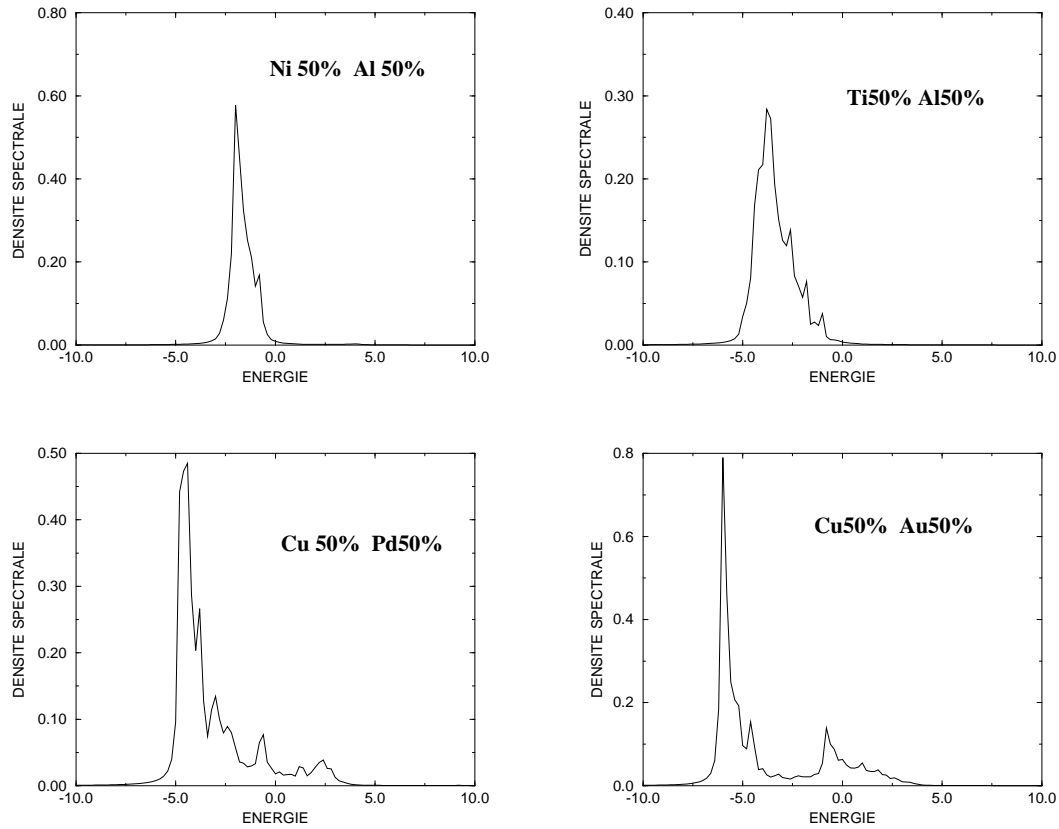 0.80
0.60
0.40
0.20
0.00
DENSITE SPECTRALE
Ni 50% Al 50%
-10.0 -5.0 0.0 5.0 10.0
ENERGIE
0.40
0.30
0.20
0.10
0.00
DENSITE SPECTRALE
Ti50% Al50%
-10.0 -5.0 0.0 5.0 10.0
ENERGIE
0.50
0.40
0.30
0.20
0.10
0.00
DENSITE SPECTRALE
Cu 50% Pd50%
-10.0 -5.0 0.0 5.0 10.0
ENERGIE
0.8
0.6
0.4
0.2
0.0
DENSITE SPECTRALE
Cu50% Au50%
-10.0 -5.0 0.0 5.0 10.0
ENERGIE